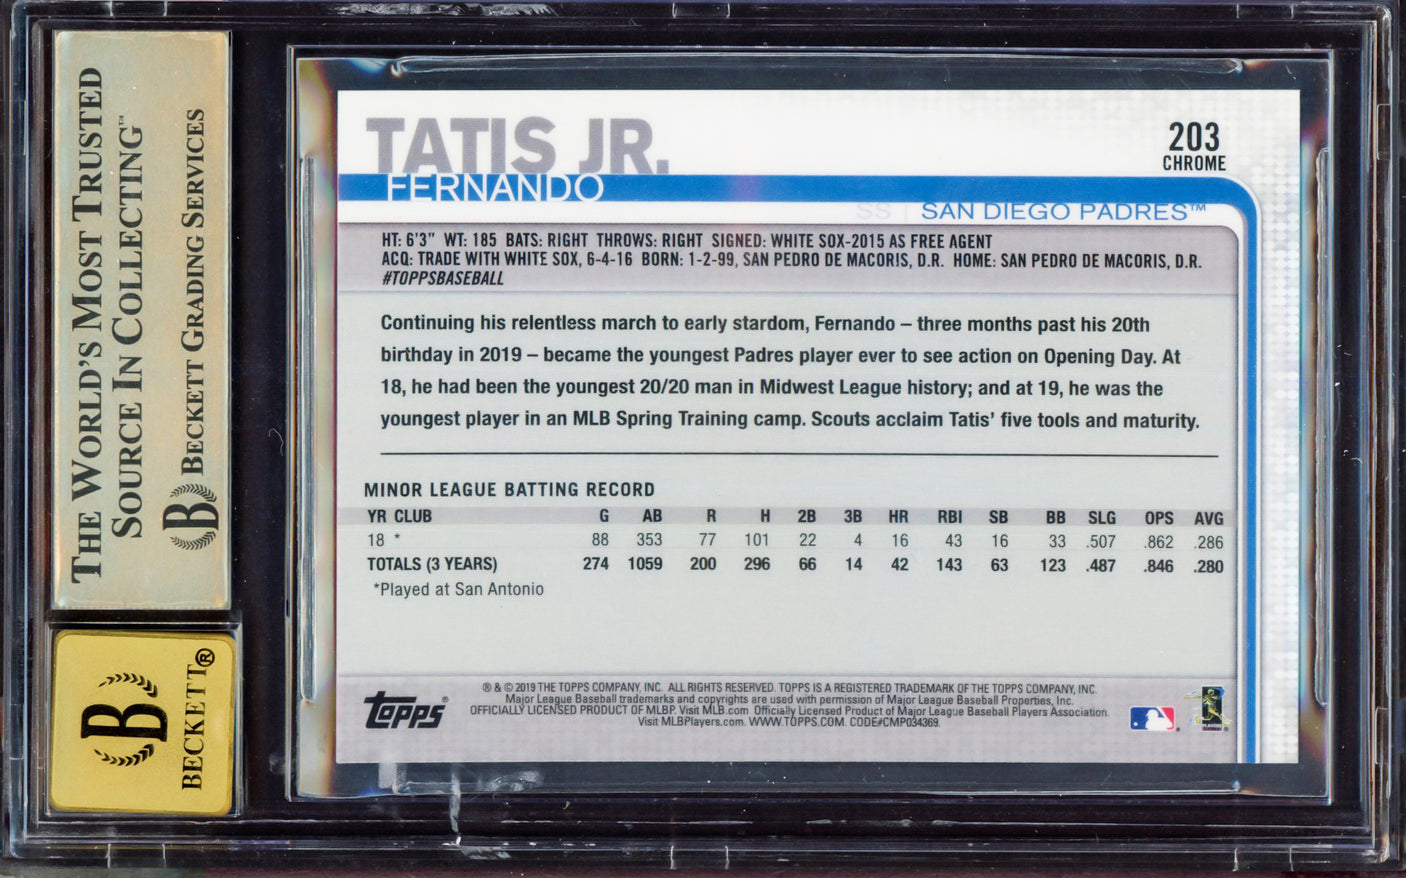 THE WORLD'S MOST TRUSTED
SOURCE IN COLLECTING™
BECKETT GRADING SERVICES
B
B
BECKETT®
TATIS JR.
FERNANDO
203
CHROME
SS | SAN DIEGO PADRES™
HT: 6'3" WT: 185 BATS: RIGHT THROWS: RIGHT SIGNED: WHITE SOX-2015 AS FREE AGENT
ACQ: TRADE WITH WHITE SOX, 6-4-16 BORN: 1-2-99, SAN PEDRO DE MACORIS, D.R. HOME: SAN PEDRO DE MACORIS, D.R.
#TOPPSBASEBALL
Continuing his relentless march to early stardom, Fernando – three months past his 20th
birthday in 2019 – became the youngest Padres player ever to see action on Opening Day. At
18, he had been the youngest 20/20 man in Midwest League history; and at 19, he was the
youngest player in an MLB Spring Training camp. Scouts acclaim Tatis' five tools and maturity.
MINOR LEAGUE BATTING RECORD
YR CLUB G AB R H 2B 3B HR RBI SB BB SLG OPS AVG
18 * 88 353 77 101 22 4 16 43 16 33 .507 .862 .286
TOTALS (3 YEARS) 274 1059 200 296 66 14 42 143 63 123 .487 .846 .280
*Played at San Antonio
topps®
® & © 2019 THE TOPPS COMPANY, INC. ALL RIGHTS RESERVED. TOPPS IS A REGISTERED TRADEMARK OF THE TOPPS COMPANY, INC.
Major League Baseball trademarks and copyrights are used with permission of Major League Baseball Properties, Inc.
OFFICIALLY LICENSED PRODUCT OF MLBP. Visit MLB.com Officially Licensed Product of Major League Baseball Players Association.
Visit MLBPlayers.com. WWW.TOPPS.COM. CODE#CMP034369.
PLAYERS